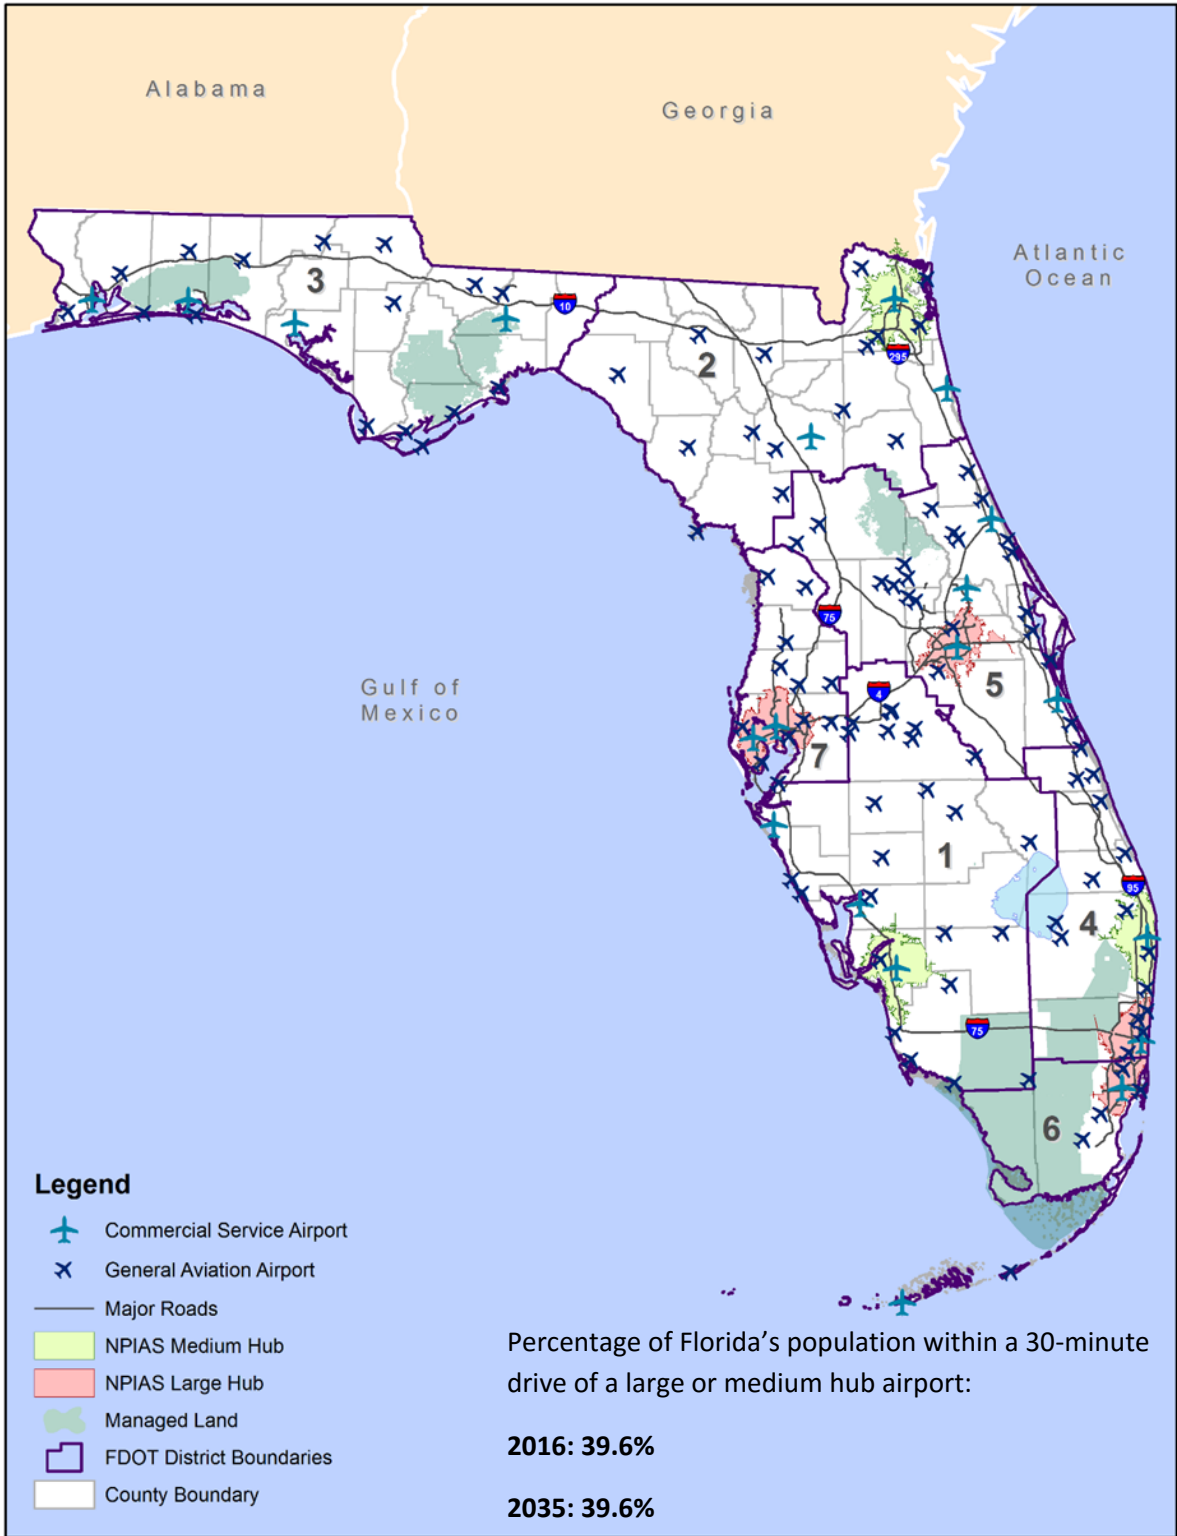 Alabama
Georgia
Atlantic
Ocean
3
10
2
295
75
Gulf of
Mexico
4
5
7
1
95
4
75
6
Legend
Commercial Service Airport
General Aviation Airport
Major Roads
NPIAS Medium Hub
NPIAS Large Hub
Managed Land
FDOT District Boundaries
County Boundary
Percentage of Florida’s population within a 30-minute
drive of a large or medium hub airport:
2016: 39.6%
2035: 39.6%